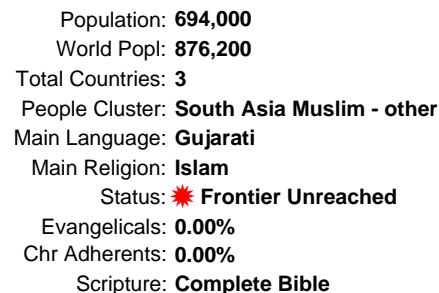 Population: 694,000
World Popl: 876,200
Total Countries: 3
People Cluster: South Asia Muslim - other
Main Language: Gujarati
Main Religion: Islam
Status: Frontier Unreached
Evangelicals: 0.00%
Chr Adherents: 0.00%
Scripture: Complete Bible